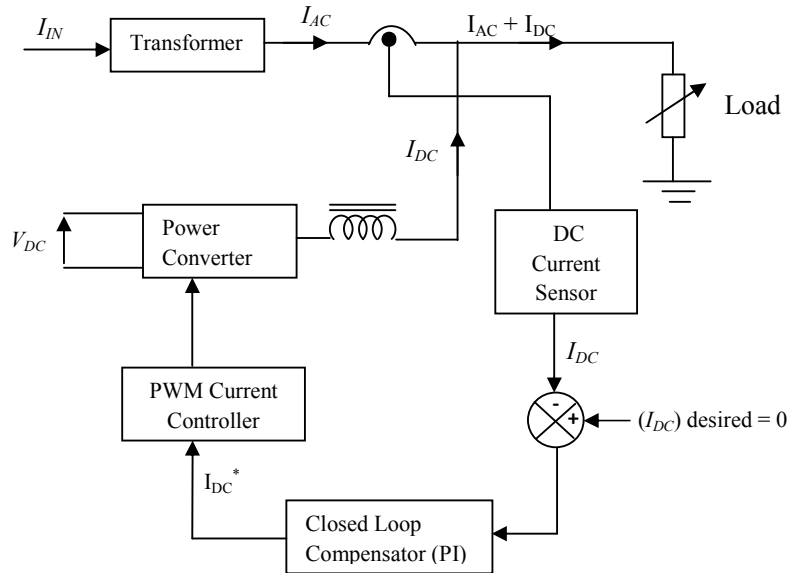 I_IN
Transformer
I_AC
I_AC + I_DC
Load
I_DC
Power
Converter
V_DC
DC
Current
Sensor
I_DC
PWM Current
Controller
-
+
(I_DC) desired = 0
I_DC*
Closed Loop
Compensator (PI)